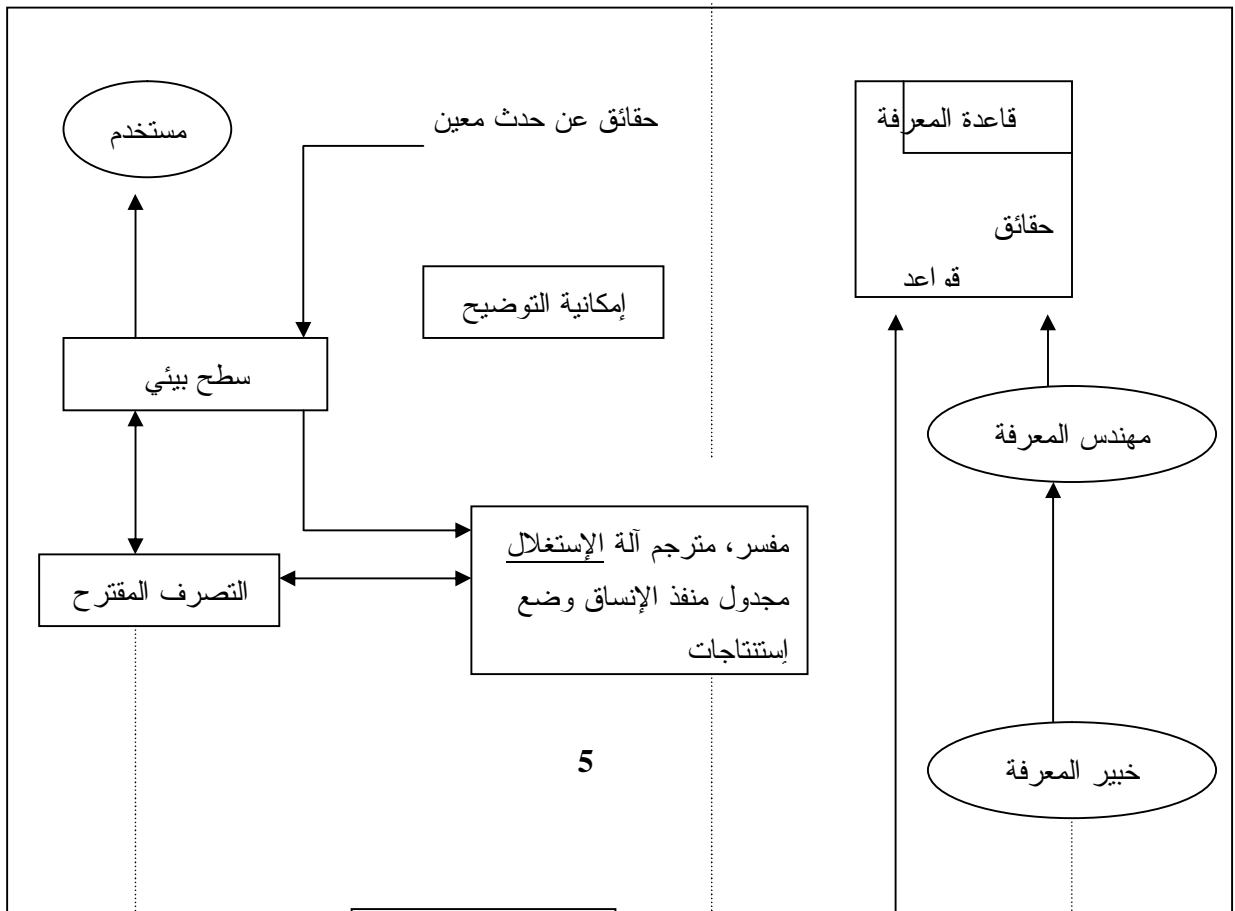 قاعدة المعرفة
حقائق عن حدث معين
مستخدم
حقائق
قواعد
إمكانية التوضيح
سطح بيئي
مهندس المعرفة
مفسر، مترجم آلة الإستغلال
مجدول منفذ الإنساق وضع
إستنتاجات
التصرف المقترح
خبير المعرفة
5